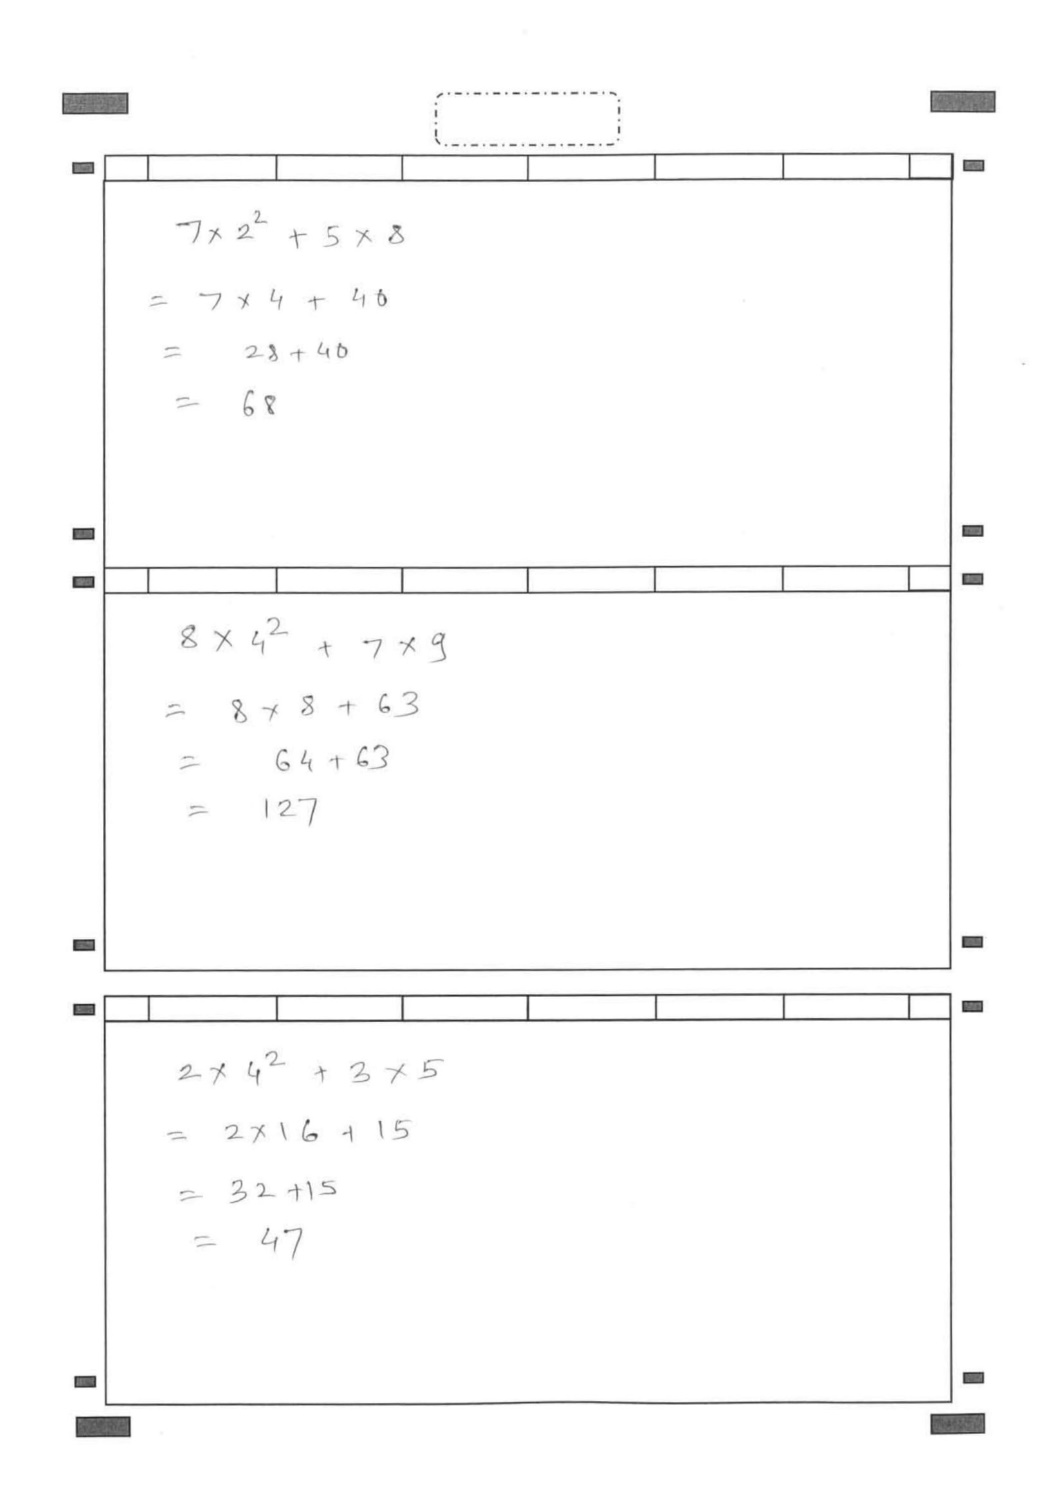 7 × 2² + 5 × 8
= 7 × 4 + 40
= 28 + 40
= 68
8 × 4² + 7 × 9
= 8 × 8 + 63
= 64 + 63
= 127
2 × 4² + 3 × 5
= 2 × 16 + 15
= 32 + 15
= 47